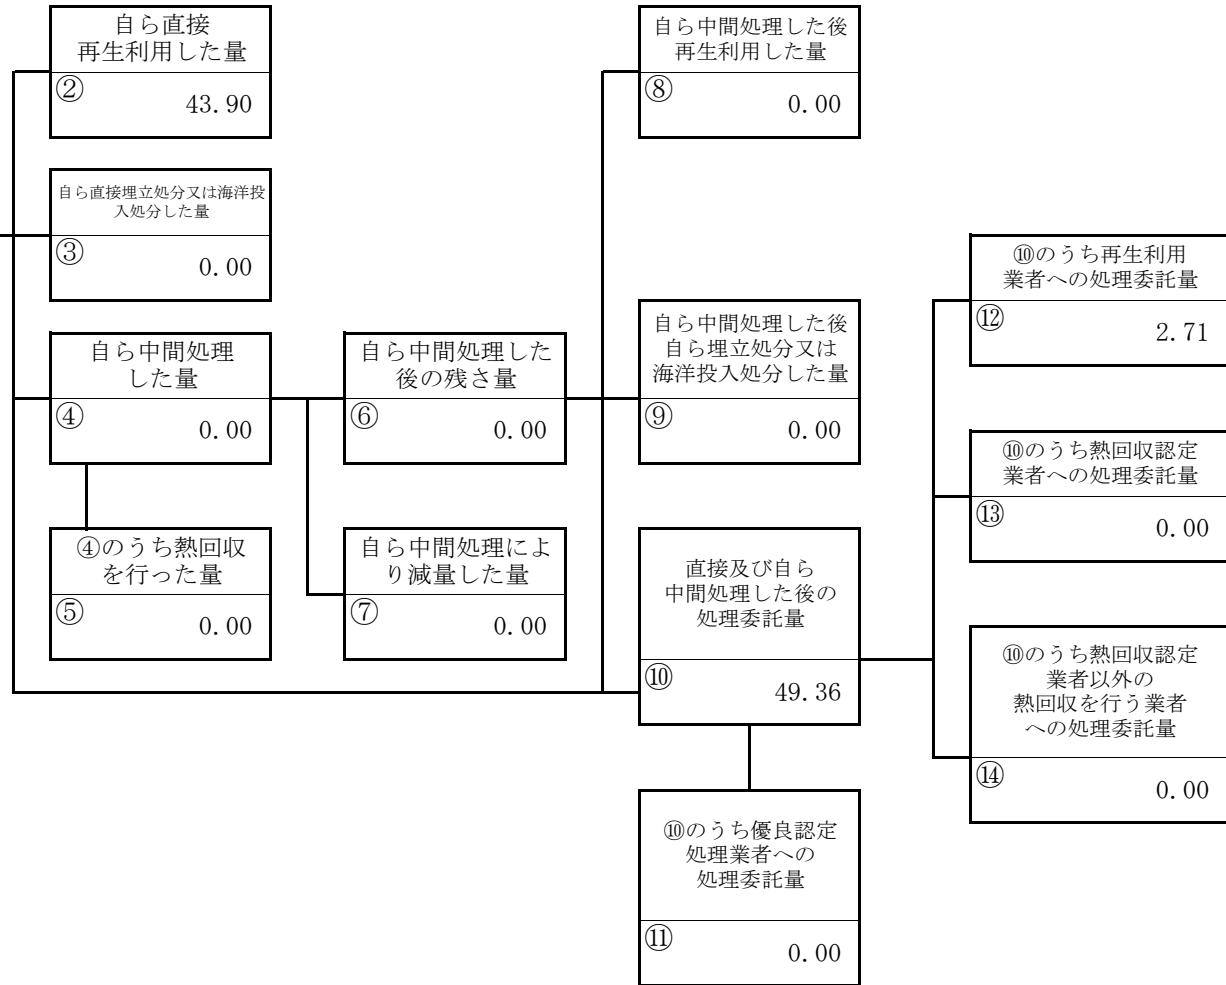 自ら直接
再生利用した量
②
43.90
自ら直接埋立処分又は海洋投
入処分した量
③
0.00
自ら中間処理
した量
④
0.00
④のうち熱回収
を行った量
⑤
0.00
自ら中間処理した
後の残さ量
⑥
0.00
自ら中間処理によ
り減量した量
⑦
0.00
自ら中間処理した後
再生利用した量
⑧
0.00
自ら中間処理した後
自ら埋立処分又は
海洋投入処分した量
⑨
0.00
直接及び自ら
中間処理した後の
処理委託量
⑩
49.36
⑩のうち優良認定
処理業者への
処理委託量
⑪
0.00
⑩のうち再生利用
業者への処理委託量
⑫
2.71
⑩のうち熱回収認定
業者への処理委託量
⑬
0.00
⑩のうち熱回収認定
業者以外の
熱回収を行う業者
への処理委託量
⑭
0.00